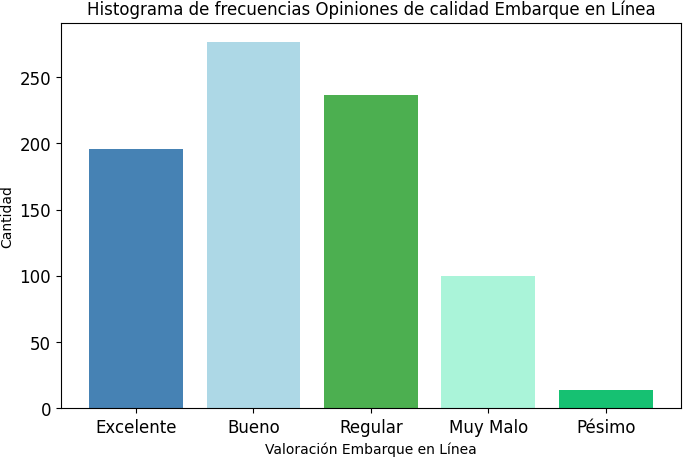 Histograma de frecuencias Opiniones de calidad Embarque en Línea
Cantidad
250
200
150
100
50
0
Excelente Bueno Regular Muy Malo Pésimo
Valoración Embarque en Línea